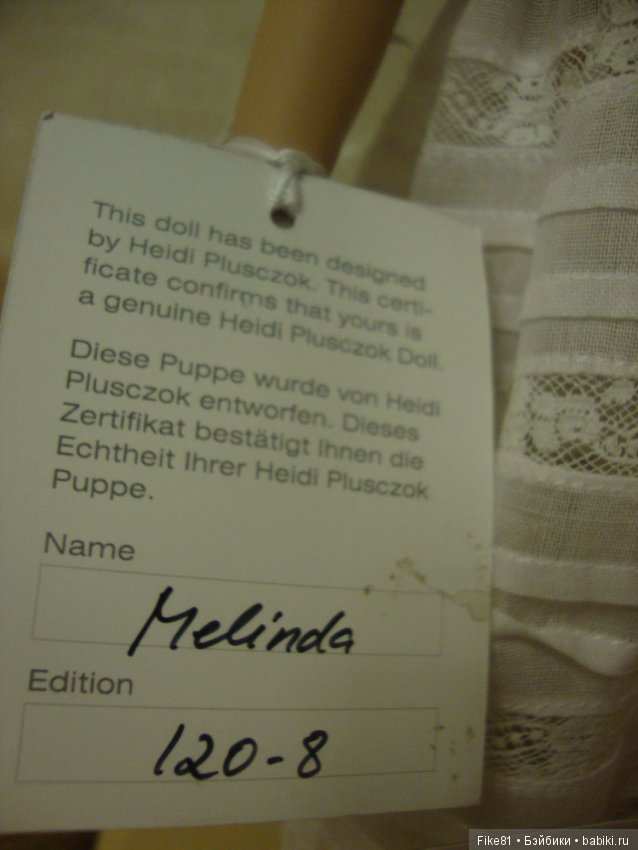 This doll has been designed
by Heidi Plusczok. This certi-
ficate confirms that yours is
a genuine Heidi Plusczok Doll.
Diese Puppe wurde von Heidi
Plusczok entworfen. Dieses
Zertifikat bestätigt Ihnen die
Echtheit Ihrer Heidi Plusczok
Puppe.
Name
Melinda
Edition
120-8
Fike81 • Бэйбики • babiki.ru